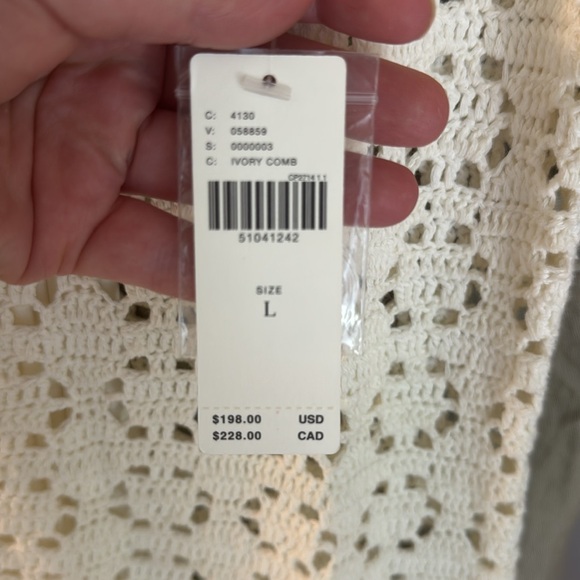 C: 4130
V: 058859
S: 0000003
C: IVORY COMB
51041242
SIZE
L
$198.00 USD
$228.00 CAD